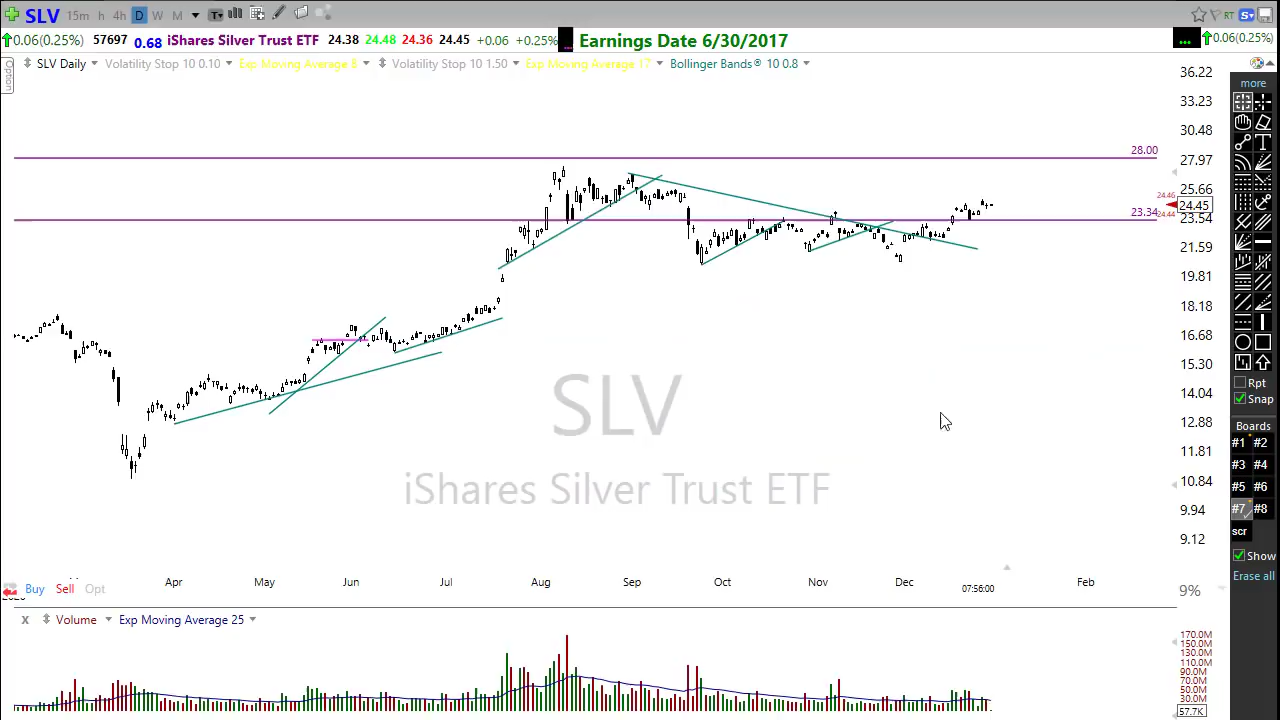 SLV 15m h 4h D W M T RT S
0.06(0.25%) 57697 0.68 iShares Silver Trust ETF 24.38 24.48 24.36 24.45 +0.06 +0.25% ... Earnings Date 6/30/2017 ... 0.06(0.25%)
Option
SLV Daily Volatility Stop 10 0.10 Exp Moving Average 8 Volatility Stop 10 1.50 Exp Moving Average 17 Bollinger Bands® 10 0.8
36.22
33.23
30.48
28.00
27.97
25.66
24.46
24.45
24.44
23.34
23.54
21.59
19.81
18.18
16.68
15.30
14.04
12.88
11.81
10.84
9.94
9.12
SLV
iShares Silver Trust ETF
Apr May Jun Jul Aug Sep Oct Nov Dec Feb
07:56:00
9%
Buy Sell Opt
x Volume Exp Moving Average 25
170.0M
150.0M
130.0M
110.0M
90.0M
70.0M
50.0M
30.0M
57.7K
more
T
Rpt
Snap
Boards
#1 #2
#3 #4
#5 #6
#7 #8
scr
Show
Erase all